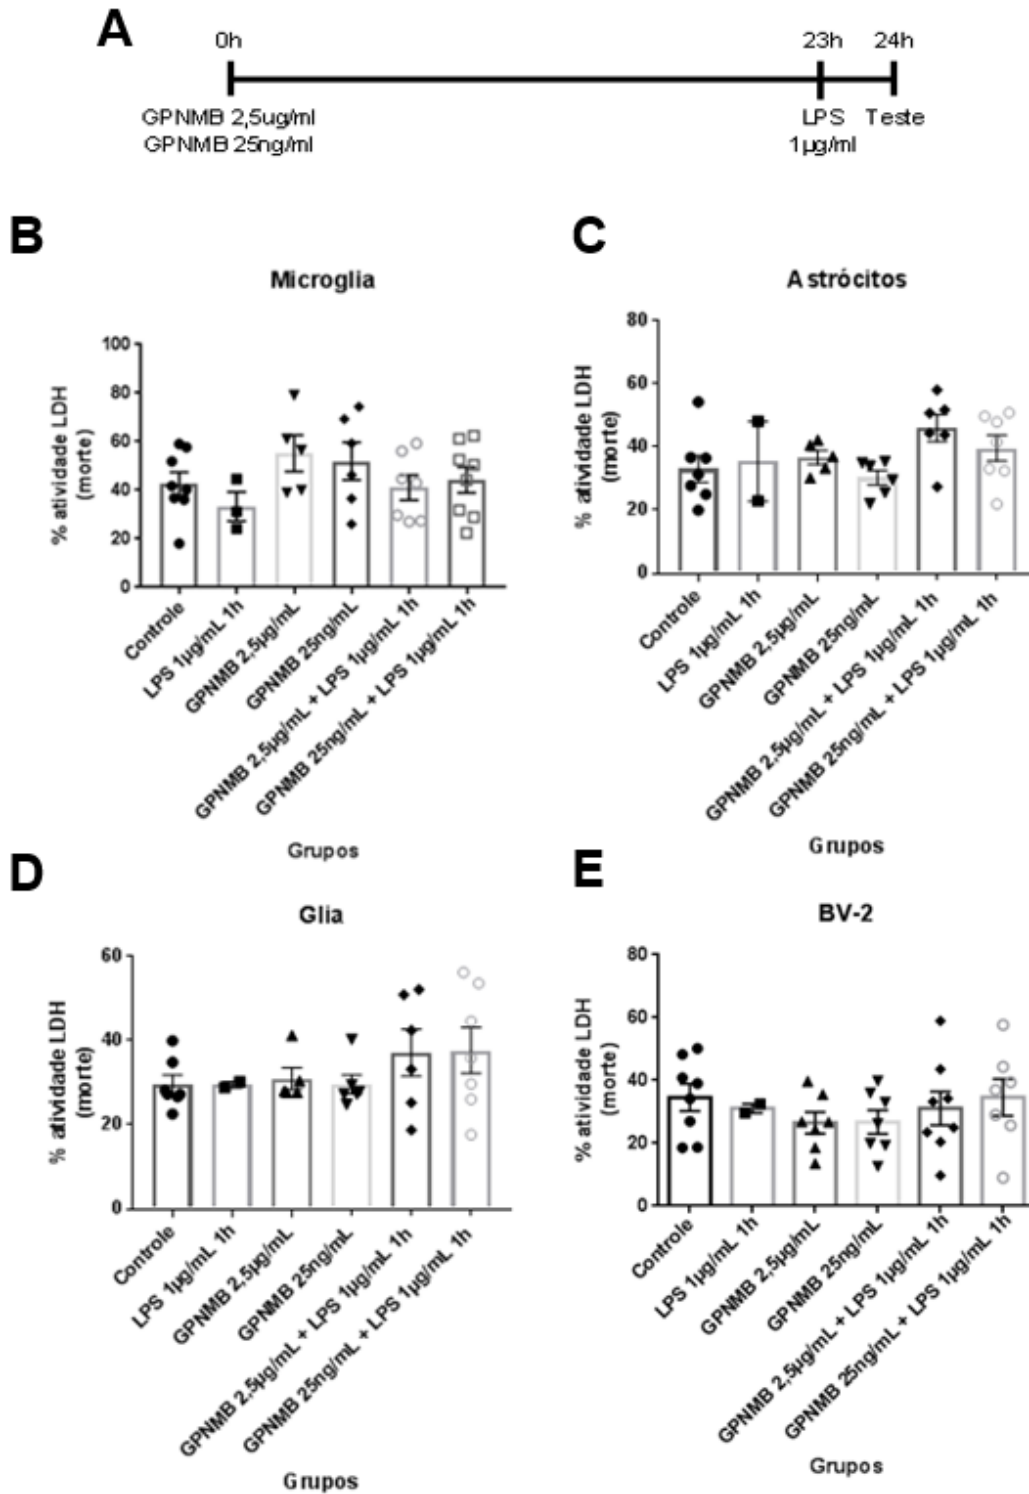 A
0h 23h 24h
GPNMB 2,5ug/ml LPS Teste
GPNMB 25ng/ml 1µg/ml
B
Microglia
% atividade LDH
(morte)
100
80
60
40
20
0
Controle
LPS 1µg/mL 1h
GPNMB 2,5µg/mL
GPNMB 25ng/mL
GPNMB 2,5µg/mL + LPS 1µg/mL 1h
GPNMB 25ng/mL + LPS 1µg/mL 1h
Grupos
C
Astrócitos
% atividade LDH
(morte)
80
60
40
20
0
Controle
LPS 1µg/mL 1h
GPNMB 2,5µg/mL
GPNMB 25ng/mL
GPNMB 2,5µg/mL + LPS 1µg/mL 1h
GPNMB 25ng/mL + LPS 1µg/mL 1h
Grupos
D
Glia
% atividade LDH
(morte)
60
40
20
0
Controle
LPS 1µg/mL 1h
GPNMB 2,5µg/mL
GPNMB 25ng/mL
GPNMB 2,5µg/mL + LPS 1µg/mL 1h
GPNMB 25ng/mL + LPS 1µg/mL 1h
Grupos
E
BV-2
% atividade LDH
(morte)
80
60
40
20
0
Controle
LPS 1µg/mL 1h
GPNMB 2,5µg/mL
GPNMB 25ng/mL
GPNMB 2,5µg/mL + LPS 1µg/mL 1h
GPNMB 25ng/mL + LPS 1µg/mL 1h
Grupos